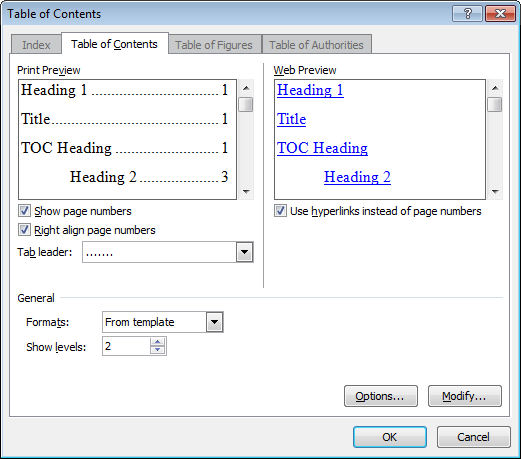 Table of Contents
Index
Table of Contents
Table of Figures
Table of Authorities
Print Preview
Heading 1 ................................ 1
Title ........................................ 1
TOC Heading ......................... 1
Heading 2 ................... 3
Show page numbers
Right align page numbers
Tab leader: .......
Web Preview
Heading 1
Title
TOC Heading
Heading 2
Use hyperlinks instead of page numbers
General
Formats: From template
Show levels: 2
Options...
Modify...
OK
Cancel